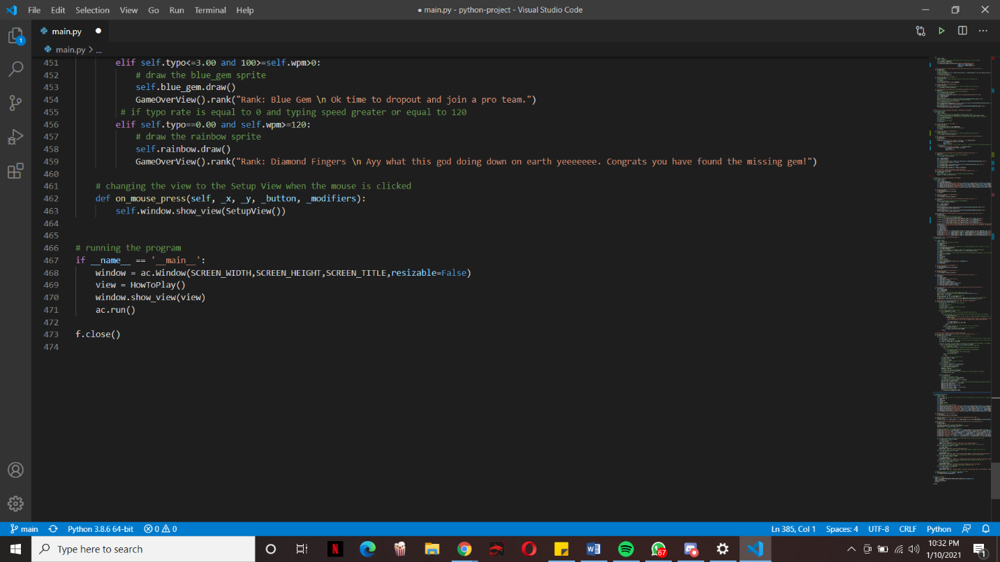 File Edit Selection View Go Run Terminal Help ● main.py - python-project - Visual Studio Code
1
main.py ●
main.py > ...
451 elif self.typo<=3.00 and 100>=self.wpm>0:
452 # draw the blue_gem sprite
453 self.blue_gem.draw()
454 GameOverView().rank("Rank: Blue Gem \n Ok time to dropout and join a pro team.")
455 # if typo rate is equal to 0 and typing speed greater or equal to 120
456 elif self.typo==0.00 and self.wpm>=120:
457 # draw the rainbow sprite
458 self.rainbow.draw()
459 GameOverView().rank("Rank: Diamond Fingers \n Ayy what this god doing down on earth yeeeeeee. Congrats you have found the missing gem!")
460
461 # changing the view to the Setup View when the mouse is clicked
462 def on_mouse_press(self, _x, _y, _button, _modifiers):
463 self.window.show_view(SetupView())
464
465
466 # running the program
467 if __name__ == '__main__':
468 window = ac.Window(SCREEN_WIDTH,SCREEN_HEIGHT,SCREEN_TITLE,resizable=False)
469 view = HowToPlay()
470 window.show_view(view)
471 ac.run()
472
473 f.close()
474
main Python 3.8.6 64-bit 0 0 Ln 385, Col 1 Spaces: 4 UTF-8 CRLF Python
Type here to search N W 67 10:32 PM
1/10/2021 1